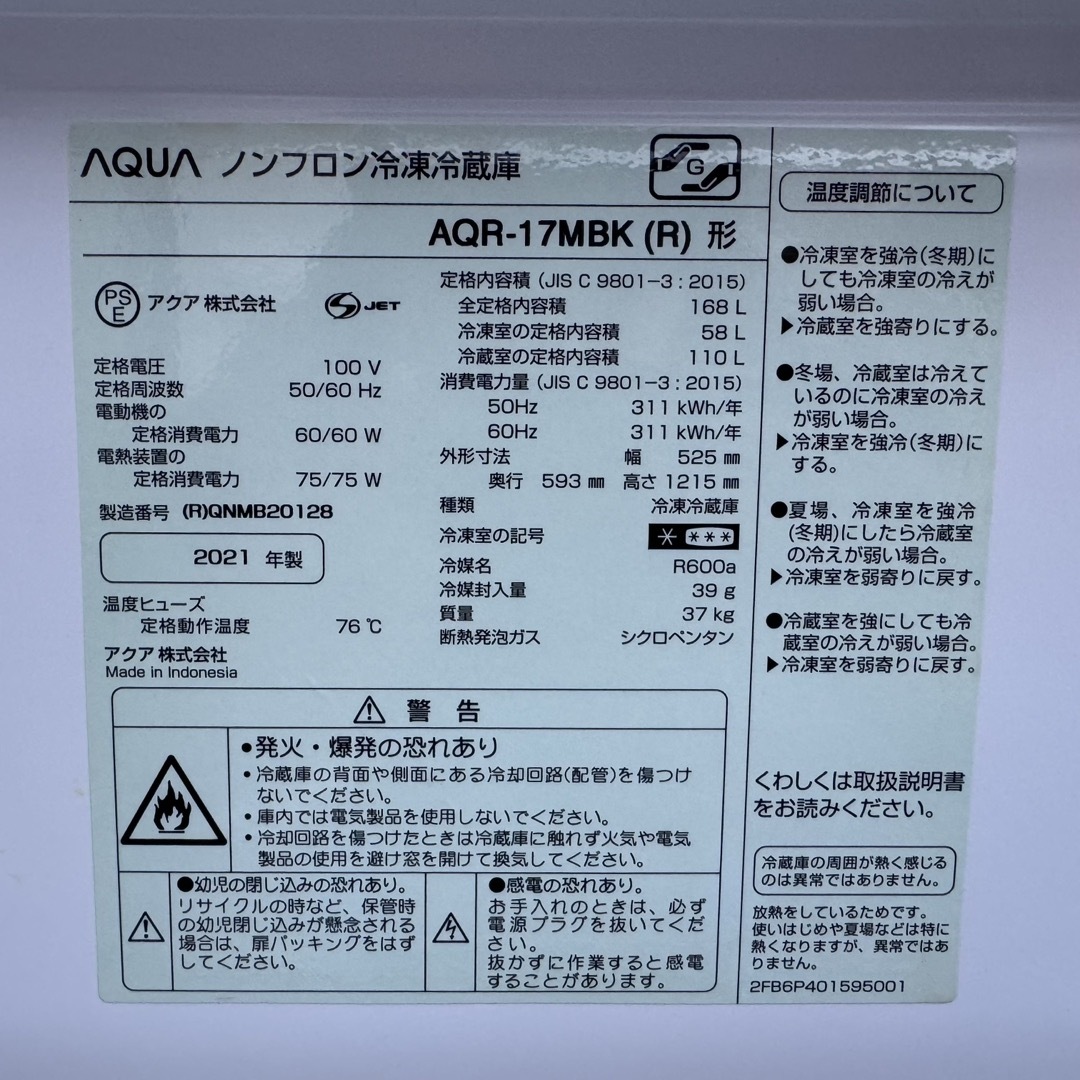 AQUA ノンフロン冷凍冷蔵庫
G
AQR-17MBK (R) 形
PS
E
アクア 株式会社
S JET
定格電圧 100 V
定格周波数 50/60 Hz
電動機の
定格消費電力 60/60 W
電熱装置の
定格消費電力 75/75 W
製造番号 (R)QNMB20128
2021 年製
温度ヒューズ
定格動作温度 76 ℃
アクア 株式会社
Made in Indonesia
定格内容積 (JIS C 9801-3 : 2015)
全定格内容積 168 L
冷凍室の定格内容積 58 L
冷蔵室の定格内容積 110 L
消費電力量 (JIS C 9801-3 : 2015)
50Hz 311 kWh/年
60Hz 311 kWh/年
外形寸法 幅 525 ㎜
奥行 593 ㎜ 高さ 1215 ㎜
種類 冷凍冷蔵庫
冷凍室の記号 * ***
冷媒名 R600a
冷媒封入量 39 g
質量 37 kg
断熱発泡ガス シクロペンタン
⚠ 警告
●発火・爆発の恐れあり
・冷蔵庫の背面や側面にある冷却回路(配管)を傷つけ
ないでください。
・庫内では電気製品を使用しないでください。
・冷却回路を傷つけたときは冷蔵庫に触れず火気や電気
製品の使用を避け窓を開けて換気してください。
●幼児の閉じ込みの恐れあり。
リサイクルの時など、保管時
の幼児閉じ込みが懸念される
場合は、扉パッキングをはず
してください。
●感電の恐れあり。
お手入れのときは、必ず
電源プラグを抜いてくだ
さい。
抜かずに作業すると感電
することがあります。
温度調節について
●冷凍室を強冷(冬期)に
しても冷凍室の冷えが
弱い場合。
▶冷蔵室を強寄りにする。
●冬場、冷蔵室は冷えて
いるのに冷凍室の冷え
が弱い場合。
▶冷凍室を強冷(冬期)に
する。
●夏場、冷凍室を強冷
(冬期)にしたら冷蔵室
の冷えが弱い場合。
▶冷凍室を弱寄りに戻す。
●冷蔵室を強にしても冷
蔵室の冷えが弱い場合。
▶冷凍室を弱寄りに戻す。
くわしくは取扱説明書
をお読みください。
冷蔵庫の周囲が熱く感じる
のは異常ではありません。
放熱をしているためです。
使いはじめや夏場などは特に
熱くなりますが、異常ではあ
りません。
2FB6P401595001